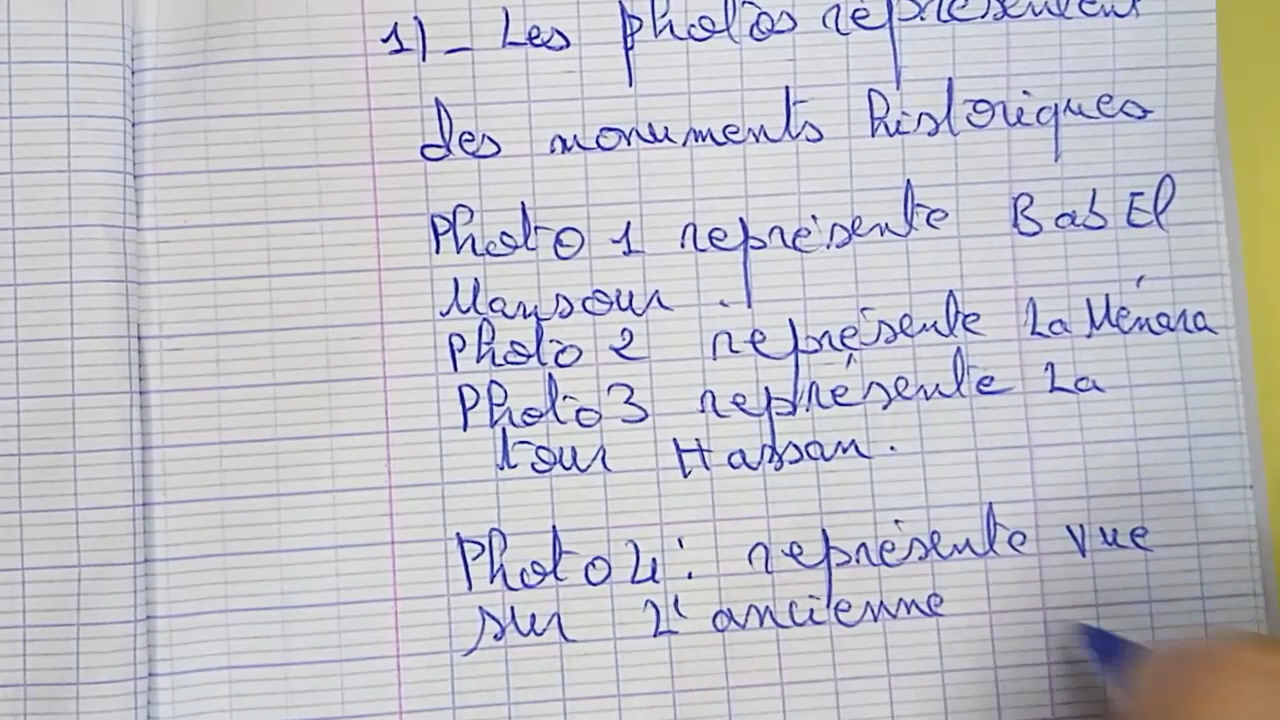 1) - Les photos représentent
des monuments historiques
Photo 1 représente Bab El
Mansour .
photo 2 représente La Ménara
Photo 3 représente La
tour Hassan.
Photo 4 : représente vue
sur l'ancienne